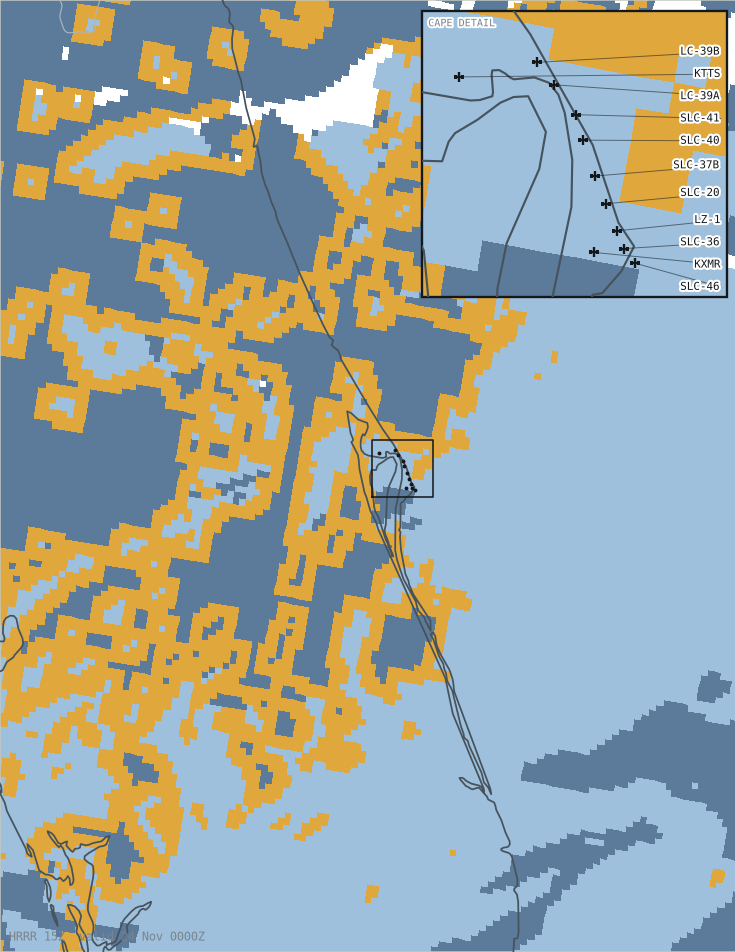 CAPE DETAIL
LC-39B
KTTS
LC-39A
SLC-41
SLC-40
SLC-37B
SLC-20
LZ-1
SLC-36
KXMR
SLC-46
HRRR
Nov 0000Z